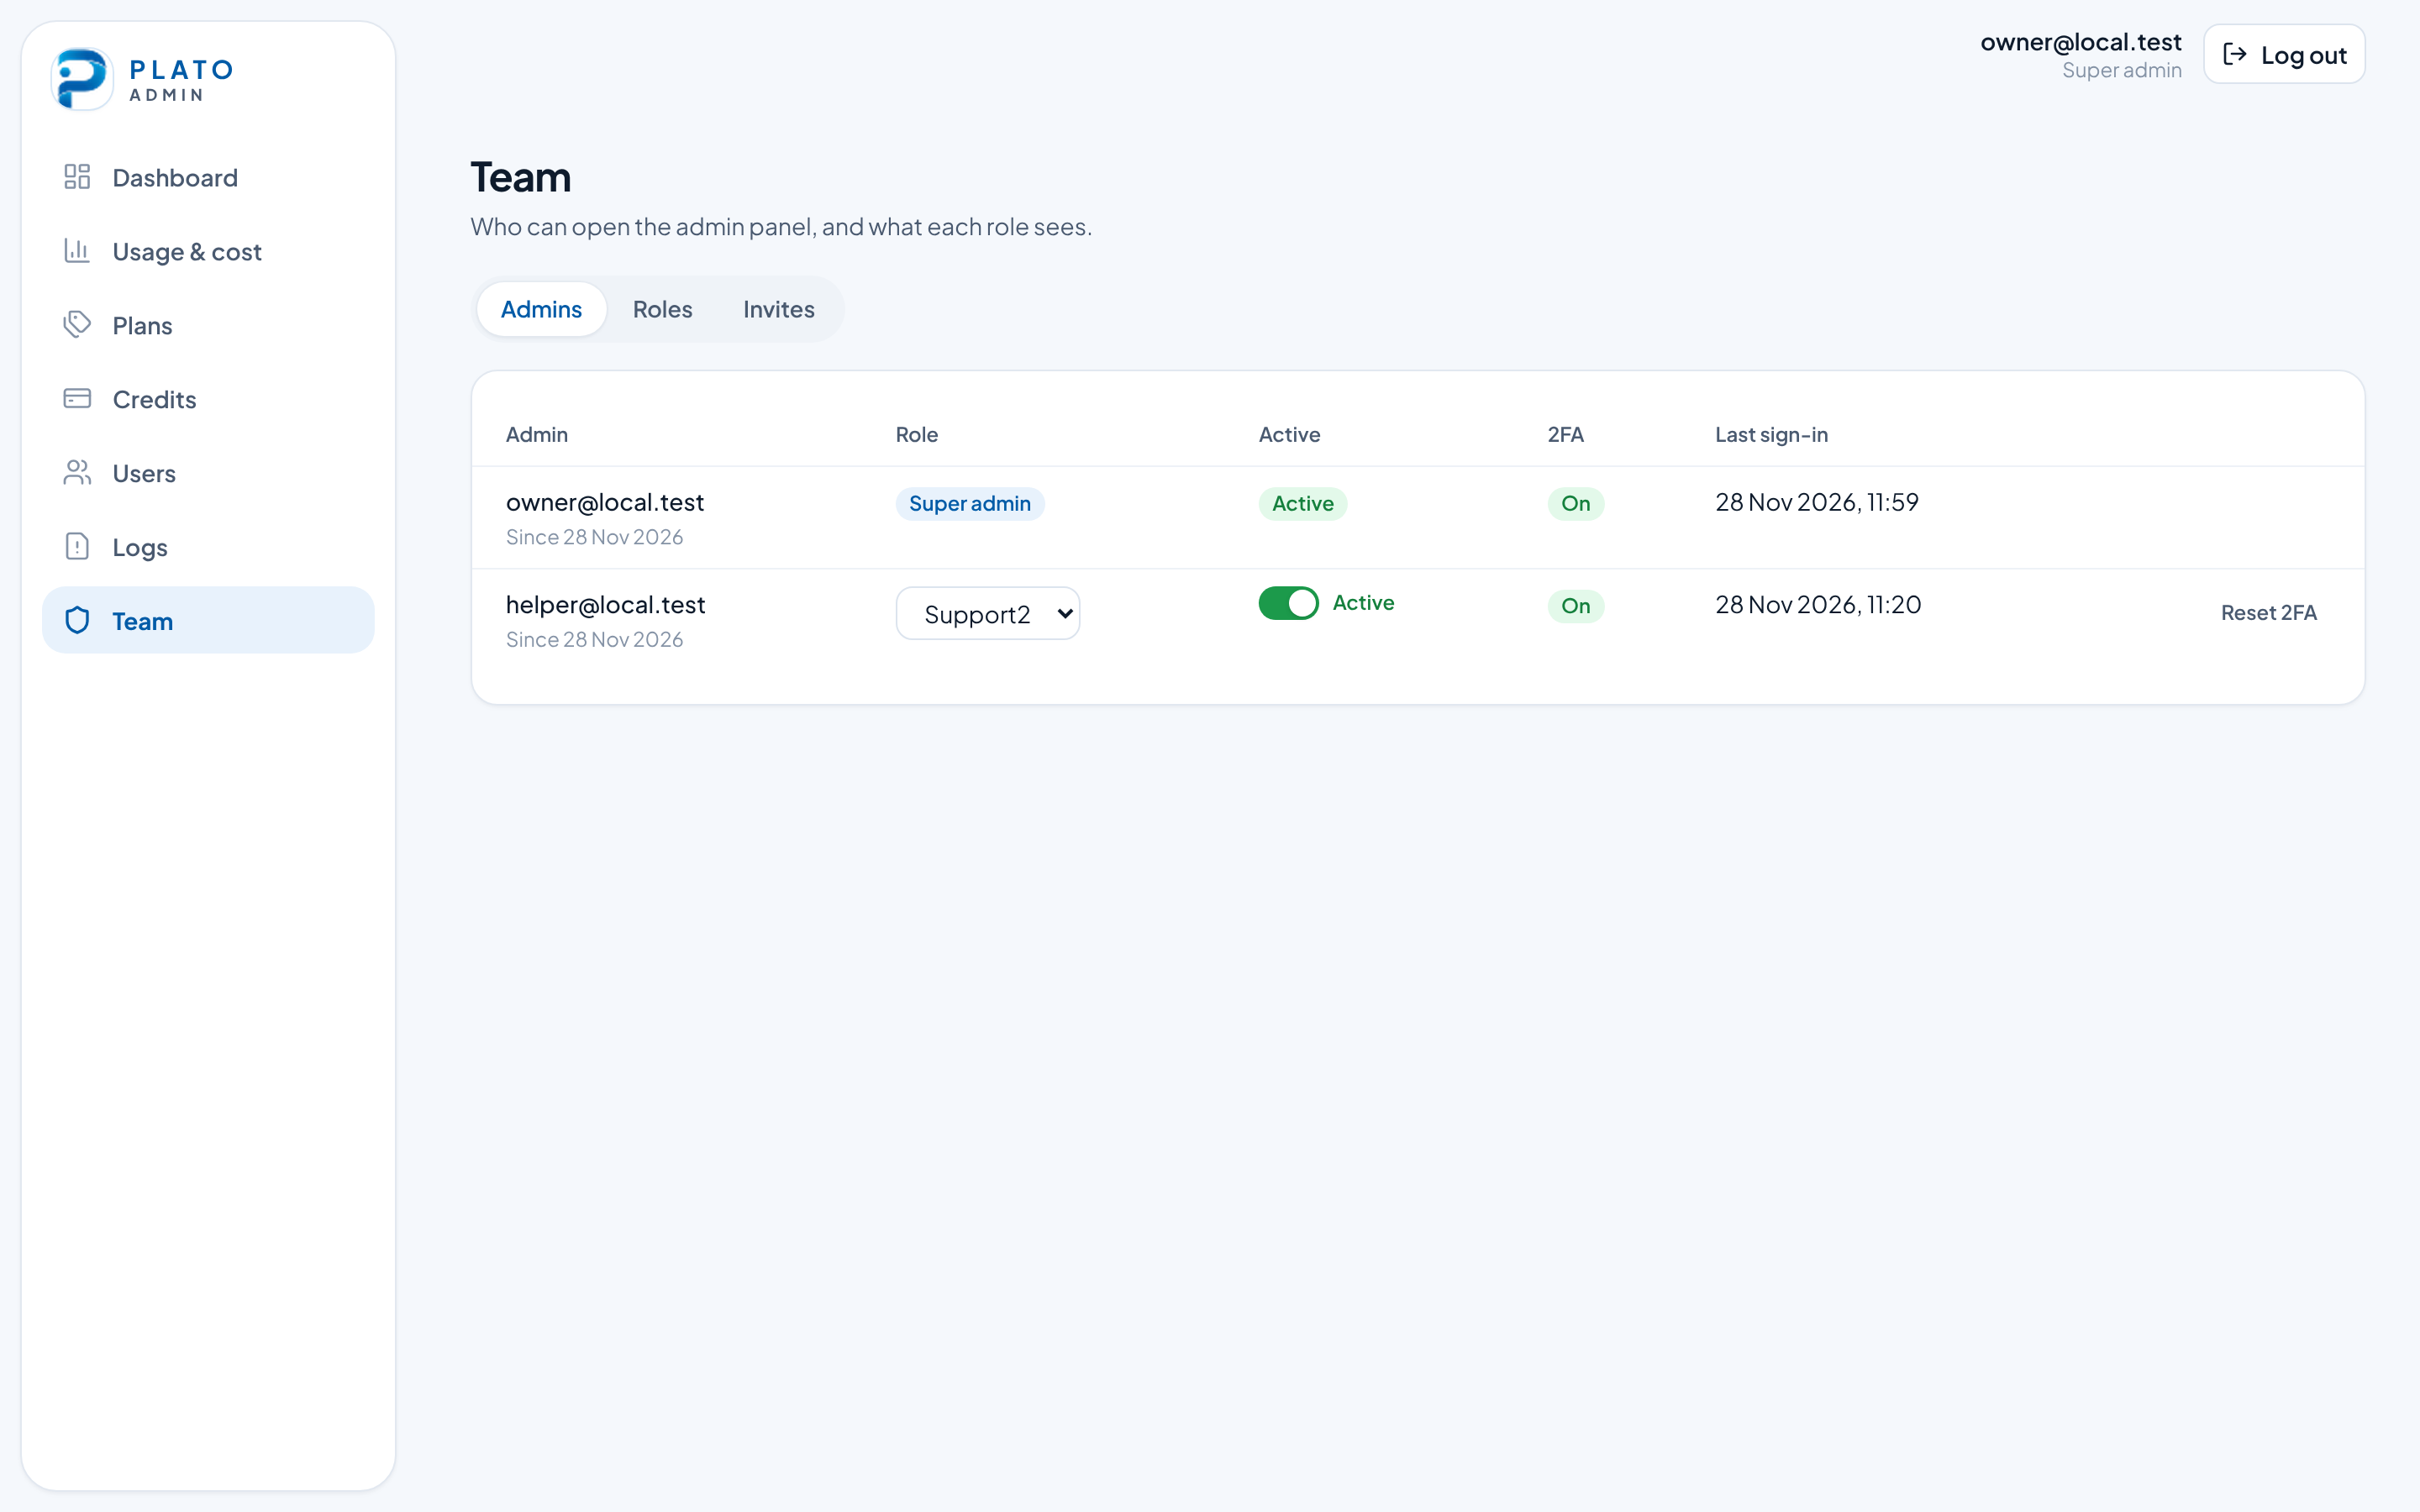 PLATO
ADMIN
owner@local.test
Super admin
Log out
Dashboard
Usage & cost
Plans
Credits
Users
Logs
Team
Team
Who can open the admin panel, and what each role sees.
Admins Roles Invites
Admin Role Active 2FA Last sign-in
owner@local.test Super admin Active On 28 Nov 2026, 11:59
Since 28 Nov 2026
helper@local.test Support2 Active On 28 Nov 2026, 11:20 Reset 2FA
Since 28 Nov 2026